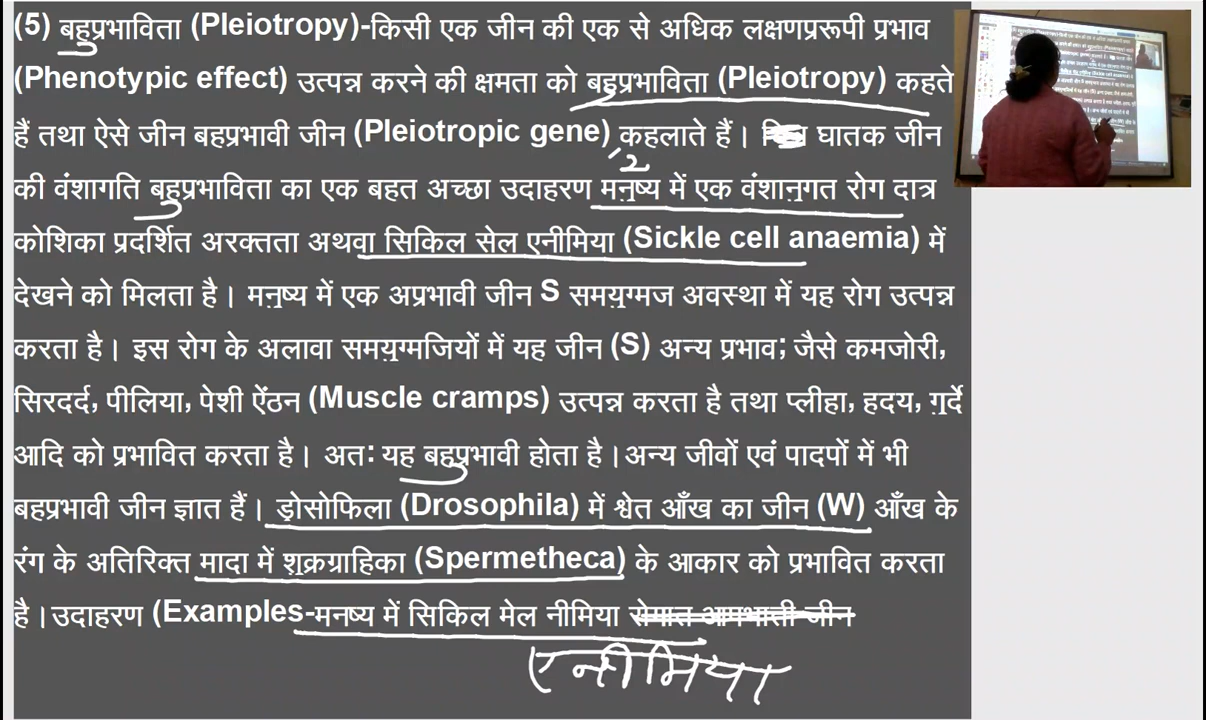 (5) बहुप्रभाविता (Pleiotropy)-किसी एक जीन की एक से अधिक लक्षणप्ररूपी प्रभाव
(Phenotypic effect) उत्पन्न करने की क्षमता को बहुप्रभाविता (Pleiotropy) कहते
हैं तथा ऐसे जीन बहप्रभावी जीन (Pleiotropic gene) कहलाते हैं। घातक जीन
की वंशागति बहुप्रभाविता का एक बहत अच्छा उदाहरण मनुष्य में एक वंशानुगत रोग दात्र
कोशिका प्रदर्शित अरक्तता अथवा सिकिल सेल एनीमिया (Sickle cell anaemia) में
देखने को मिलता है। मनुष्य में एक अप्रभावी जीन S समयुग्मज अवस्था में यह रोग उत्पन्न
करता है। इस रोग के अलावा समयुग्मजियों में यह जीन (S) अन्य प्रभाव; जैसे कमजोरी,
सिरदर्द, पीलिया, पेशी ऐंठन (Muscle cramps) उत्पन्न करता है तथा प्लीहा, हदय, गुर्दे
आदि को प्रभावित करता है। अत: यह बहुप्रभावी होता है।अन्य जीवों एवं पादपों में भी
बहप्रभावी जीन ज्ञात हैं। ड्रोसोफिला (Drosophila) में श्वेत आँख का जीन (W) आँख के
रंग के अतिरिक्त मादा में शुक्रग्राहिका (Spermetheca) के आकार को प्रभावित करता
है।उदाहरण (Examples-मनष्य में सिकिल मेल नीमिया
एनीमिया